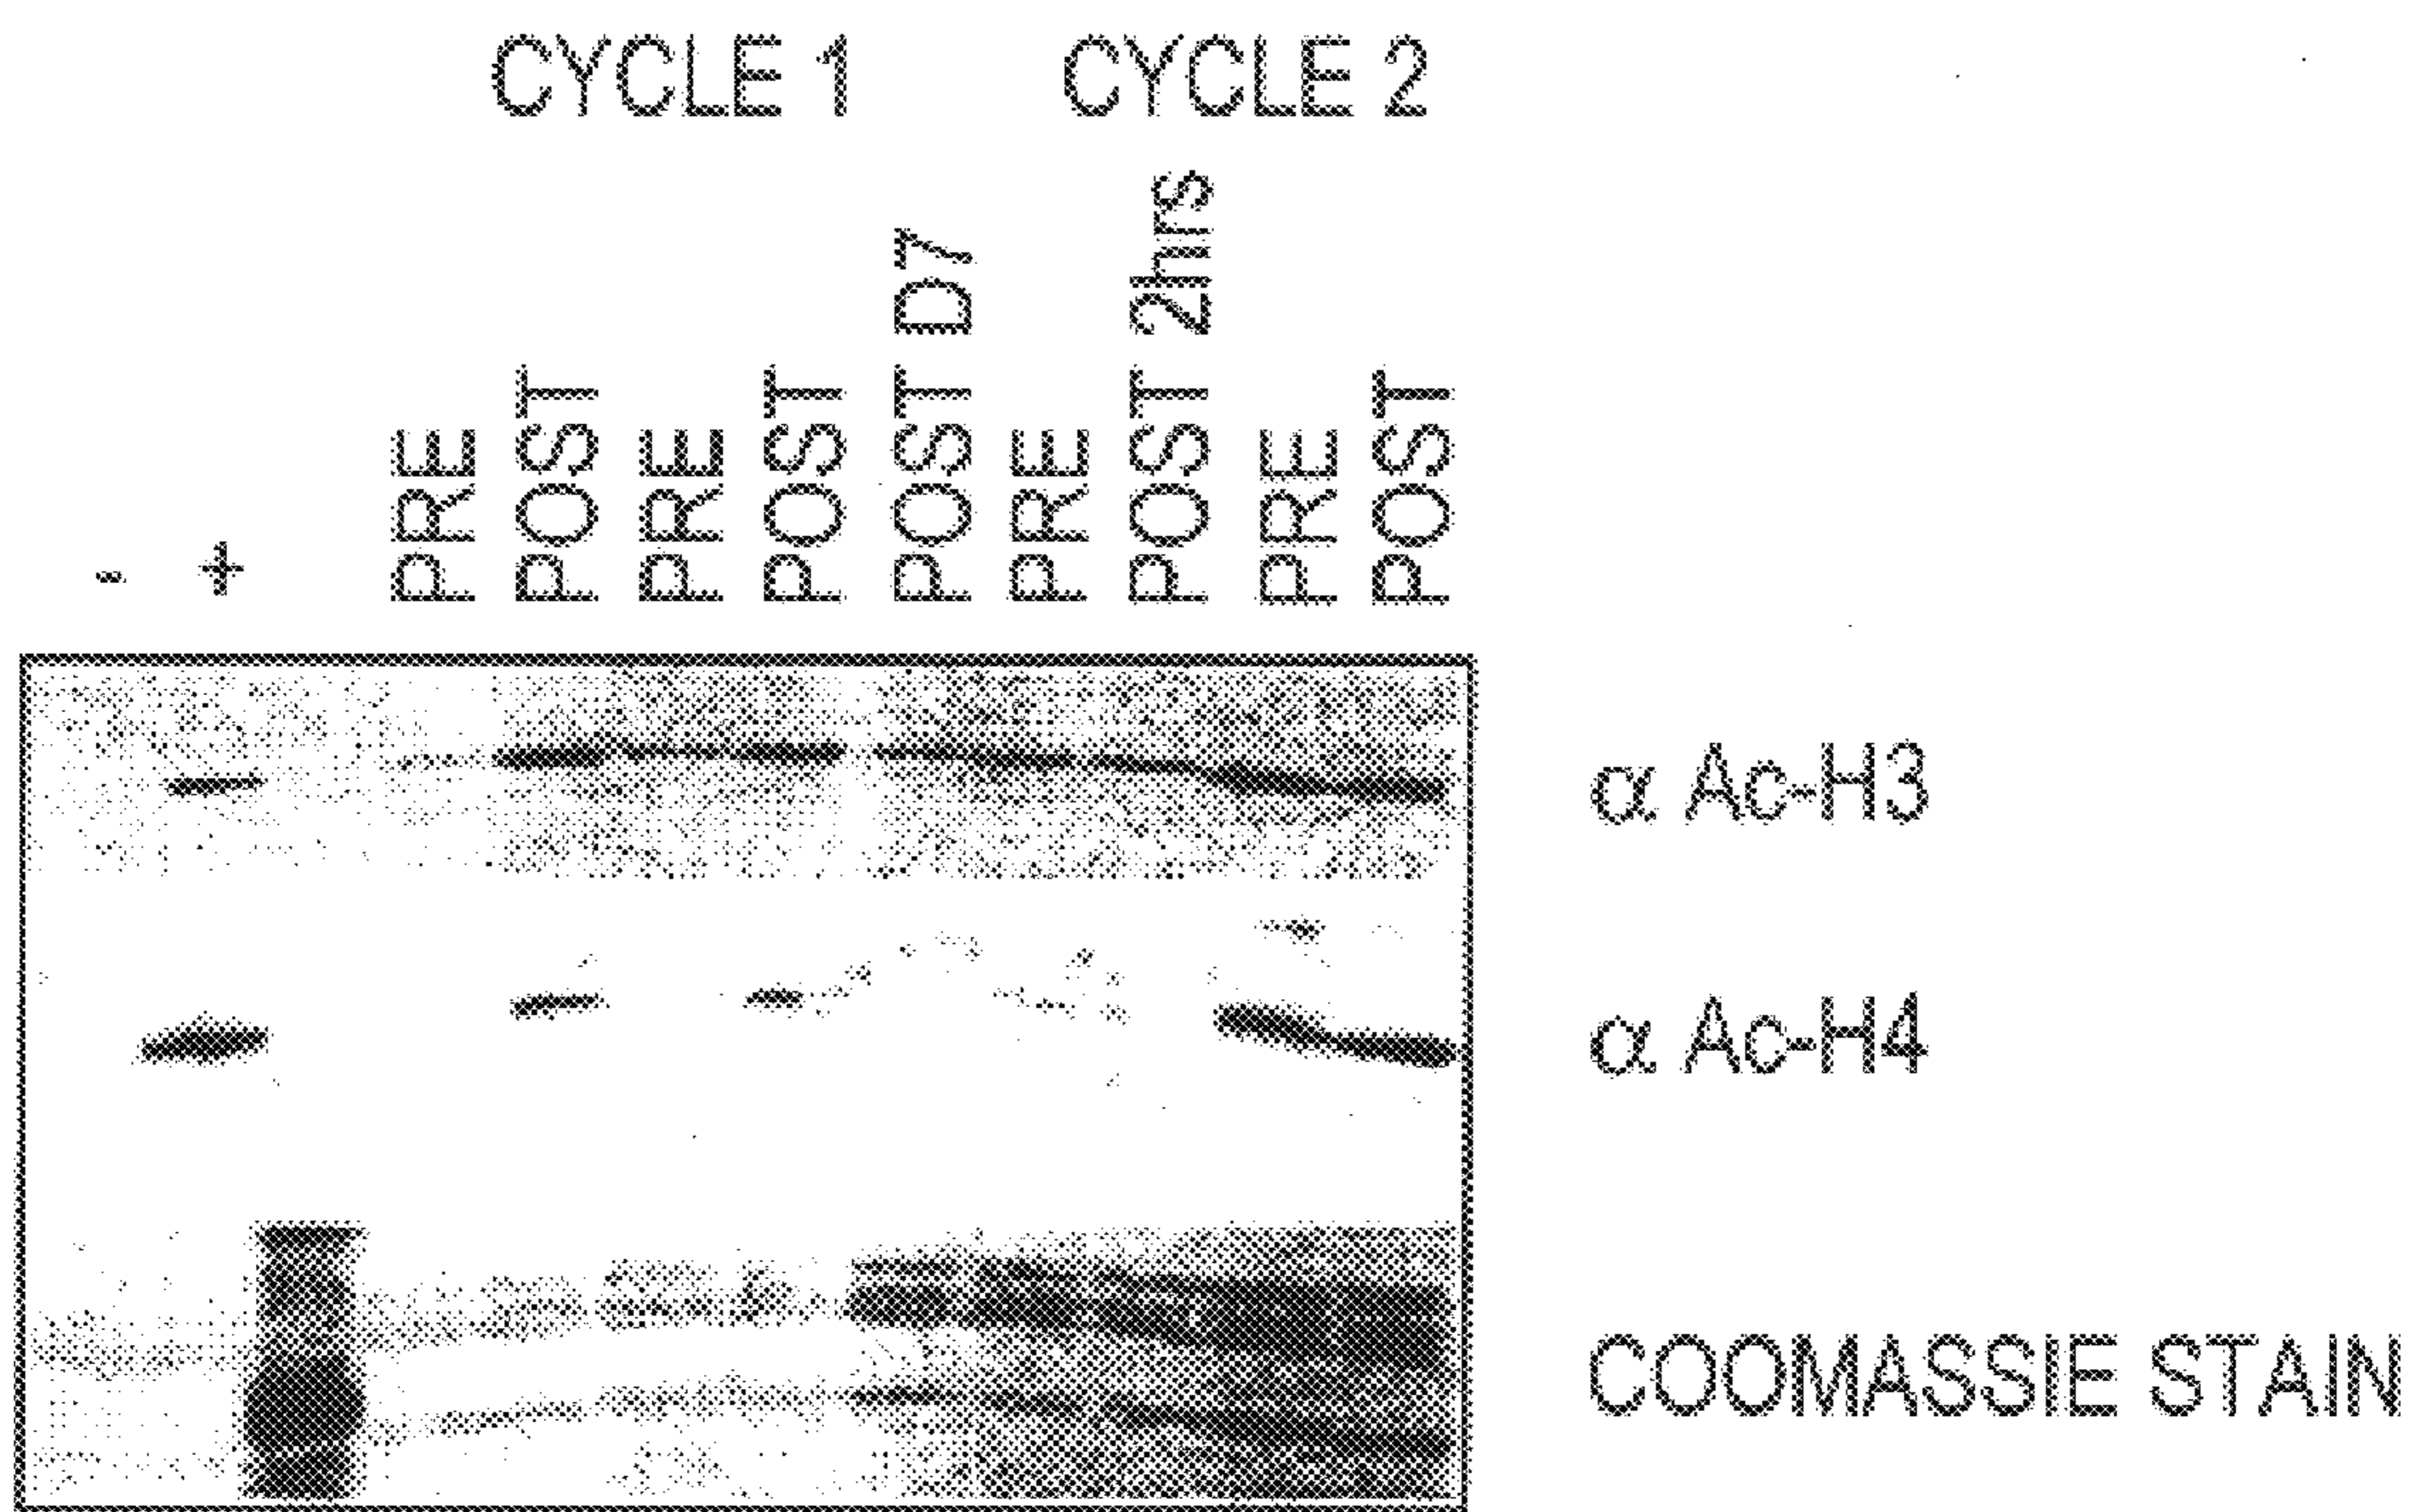 CYCLE 1 CYCLE 2
- + PRE POST PRE POST POST D7 PRE POST 2hrs PRE POST
α Ac-H3
α Ac-H4
COOMASSIE STAIN